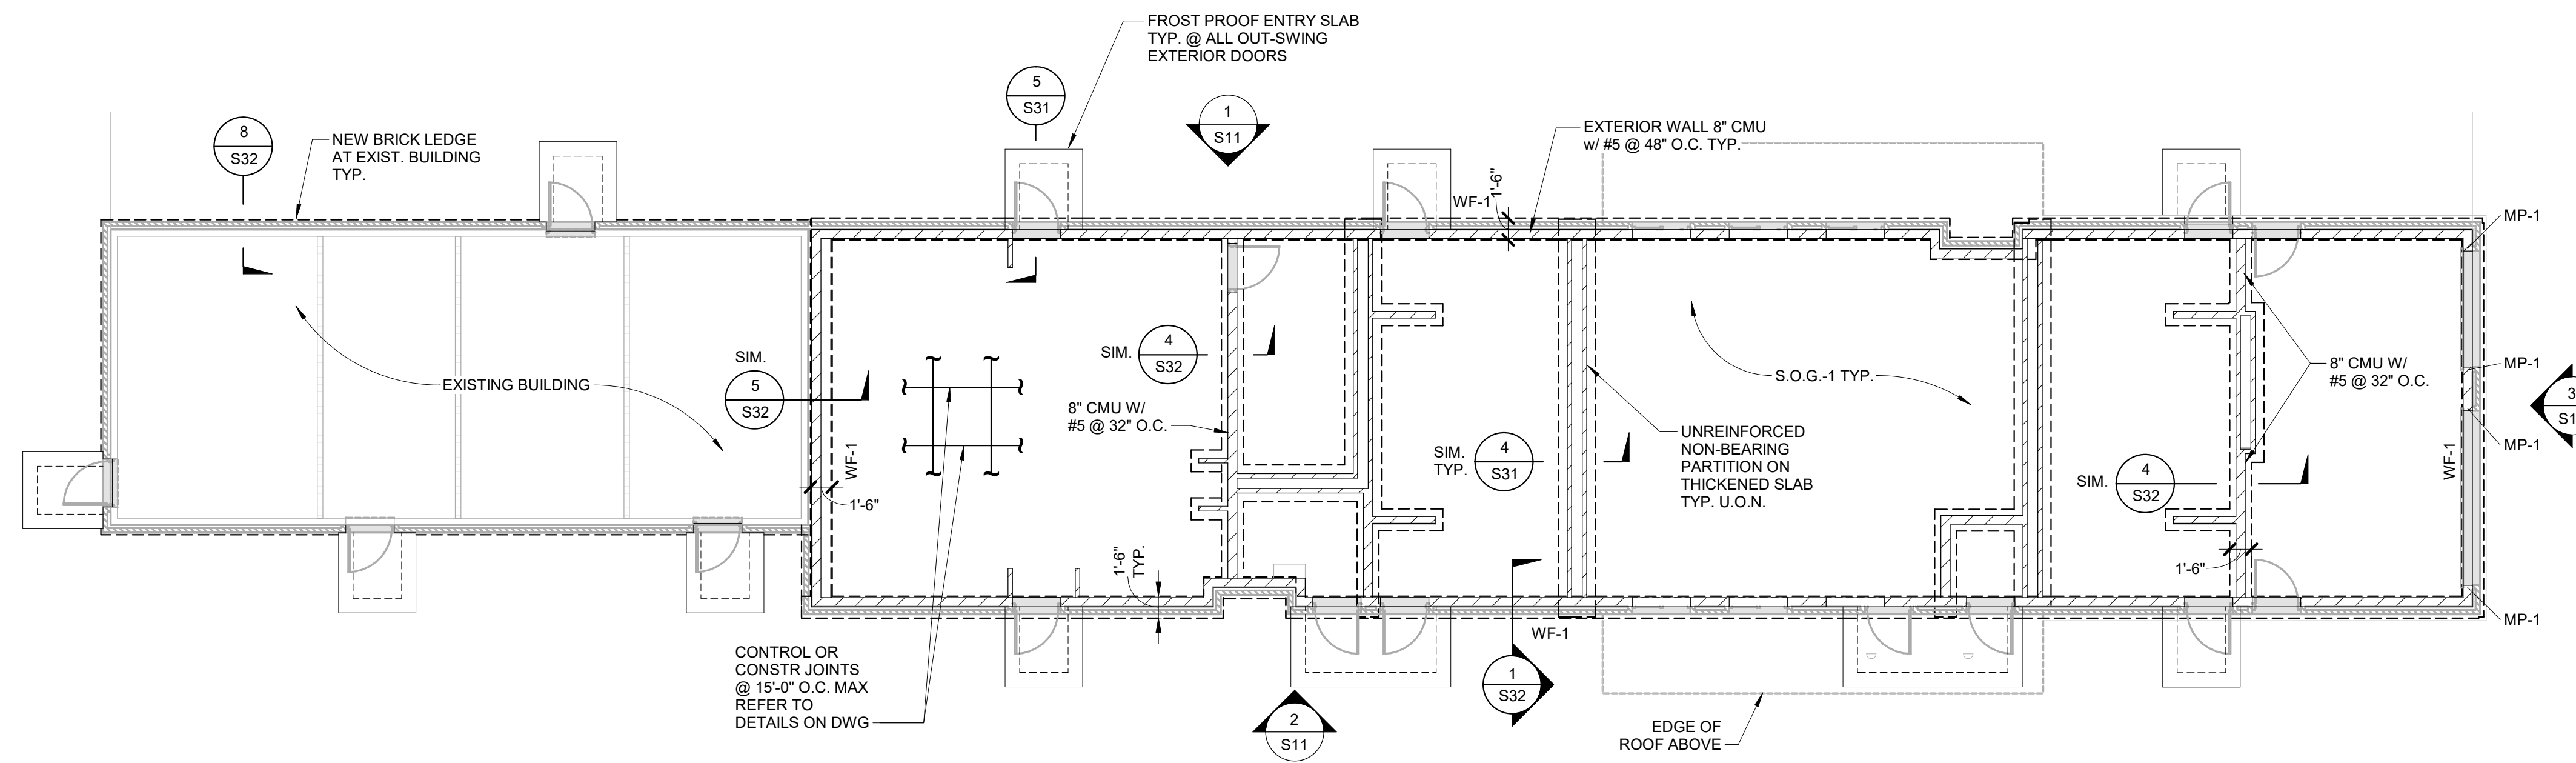 FROST PROOF ENTRY SLAB
TYP. @ ALL OUT-SWING
EXTERIOR DOORS
5
S31
1
S11
8
S32
NEW BRICK LEDGE
AT EXIST. BUILDING
TYP.
EXTERIOR WALL 8" CMU
w/ #5 @ 48" O.C. TYP.
WF-1
1'-6"
MP-1
SIM.
5
S32
EXISTING BUILDING
SIM.
4
S32
8" CMU W/
#5 @ 32" O.C.
S.O.G.-1 TYP.
MP-1
8" CMU W/
#5 @ 32" O.C.
3
S1
MP-1
WF-1
WF-1
1'-6"
SIM.
TYP.
4
S31
UNREINFORCED
NON-BEARING
PARTITION ON
THICKENED SLAB
TYP. U.O.N.
SIM.
4
S32
1'-6"
1'-6"
TYP.
MP-1
WF-1
CONTROL OR
CONSTR JOINTS
@ 15'-0" O.C. MAX
REFER TO
DETAILS ON DWG
2
S11
1
S32
EDGE OF
ROOF ABOVE